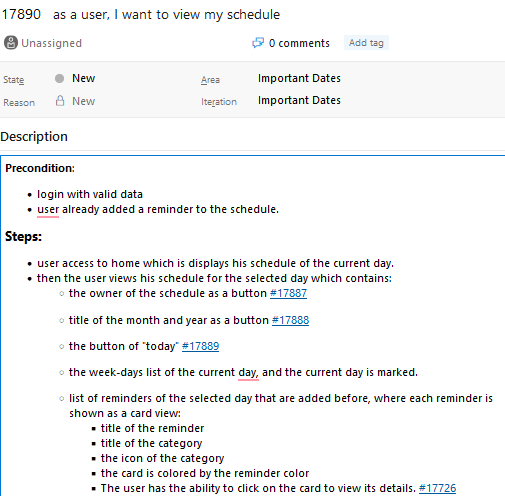 17890 as a user, I want to view my schedule
Unassigned
0 comments
Add tag
State
New
Area
Important Dates
Reason
New
Iteration
Important Dates
Description
Precondition:
• login with valid data
• user already added a reminder to the schedule.
Steps:
• user access to home which is displays his schedule of the current day.
• then the user views his schedule for the selected day which contains:
○ the owner of the schedule as a button #17887
○ title of the month and year as a button #17888
○ the button of "today" #17889
○ the week-days list of the current day, and the current day is marked.
○ list of reminders of the selected day that are added before, where each reminder is
shown as a card view:
▪ title of the reminder
▪ title of the category
▪ the icon of the category
▪ the card is colored by the reminder color
▪ The user has the ability to click on the card to view its details. #17726